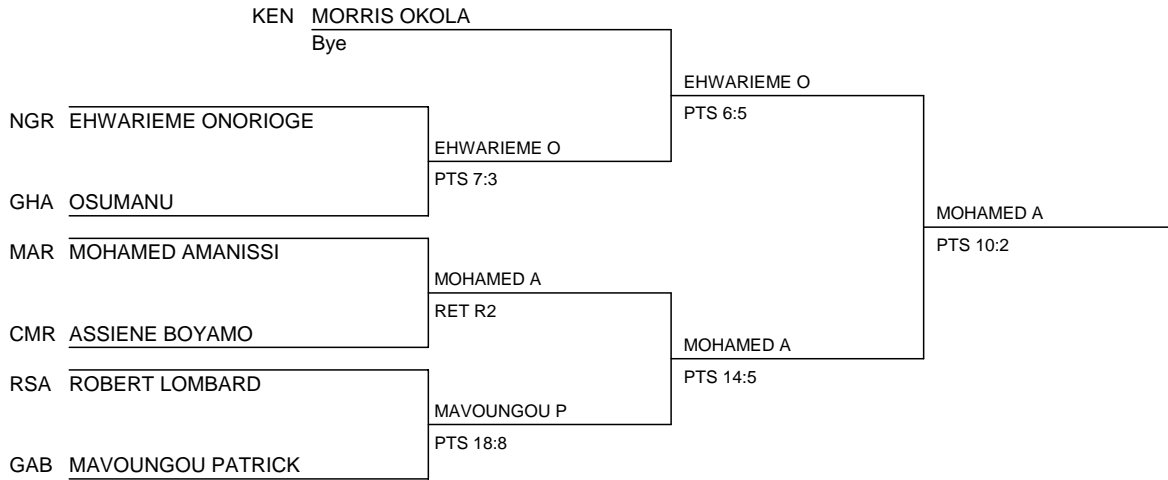 KEN MORRIS OKOLA
Bye
EHWARIEME O
PTS 6:5
NGR EHWARIEME ONORIOGE
EHWARIEME O
PTS 7:3
GHA OSUMANU
MOHAMED A
PTS 10:2
MAR MOHAMED AMANISSI
MOHAMED A
RET R2
CMR ASSIENE BOYAMO
MOHAMED A
PTS 14:5
RSA ROBERT LOMBARD
MAVOUNGOU P
PTS 18:8
GAB MAVOUNGOU PATRICK